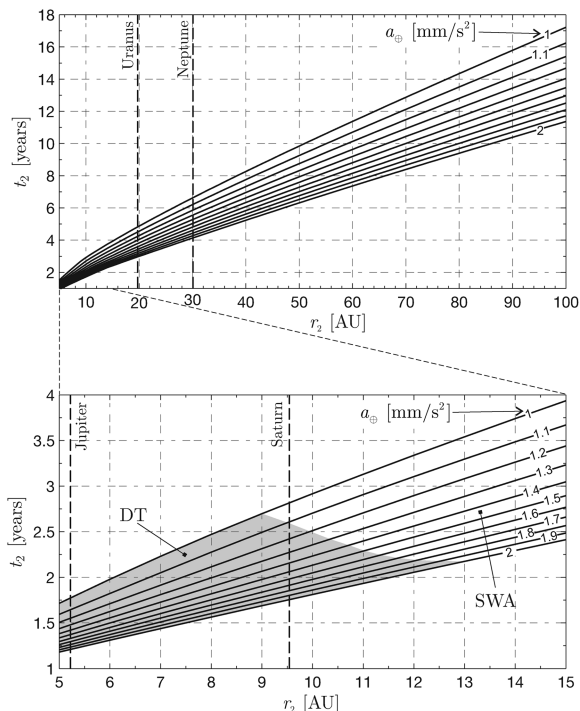 18
16
14
12
10
8
6
4
2
t₂ [years]
Uranus
Neptune
a⊕ [mm/s²]
1
1.1
2
10 20 30 40 50 60 70 80 90 100
r₂ [AU]
4
3.5
3
2.5
2
1.5
1
t₂ [years]
Jupiter
Saturn
a⊕ [mm/s²]
1
1.1
1.2
1.3
1.4
1.5
1.6
1.7
1.8
1.9
2
DT
SWA
5 6 7 8 9 10 11 12 13 14 15
r₂ [AU]